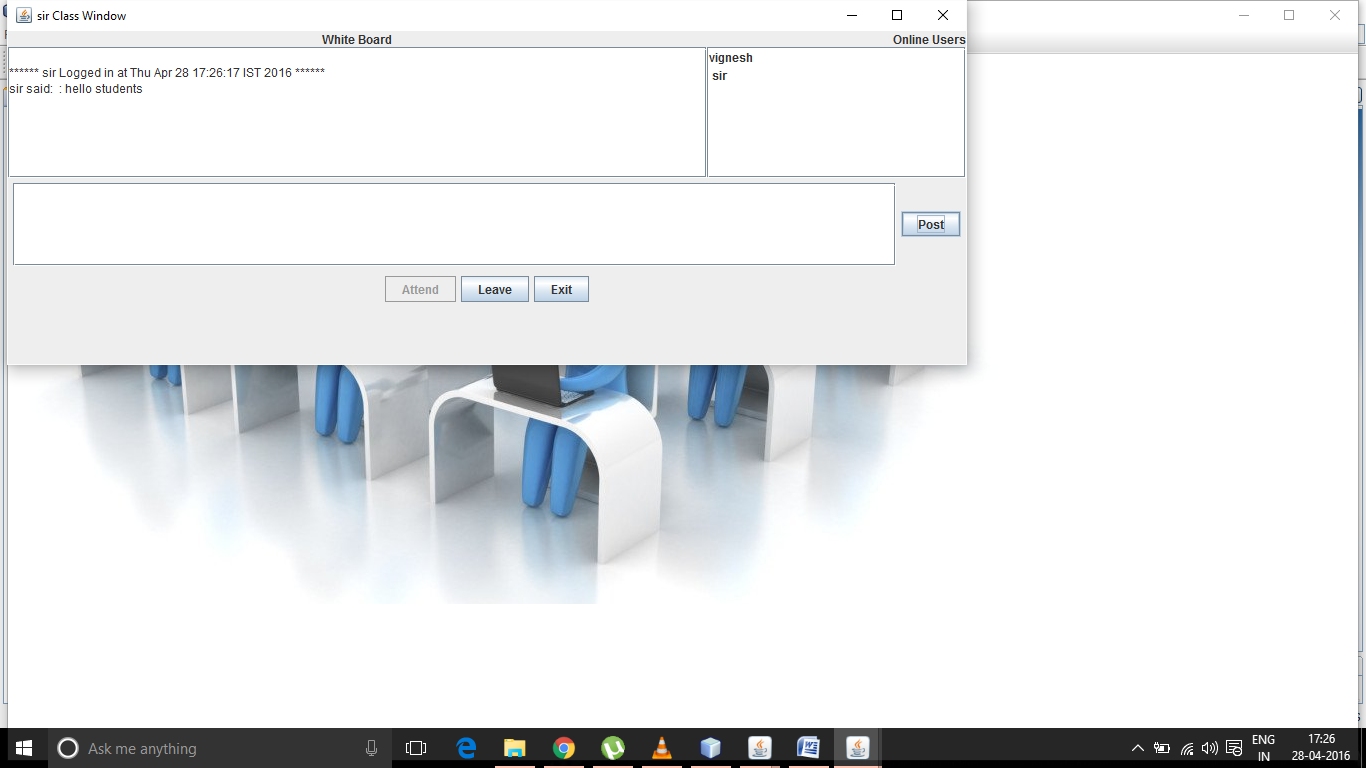 sir Class Window
White Board
Online Users
****** sir Logged in at Thu Apr 28 17:26:17 IST 2016 ******
sir said:  : hello students
vignesh
sir
Post
Attend
Leave
Exit
Ask me anything
ENG
IN
17:26
28-04-2016